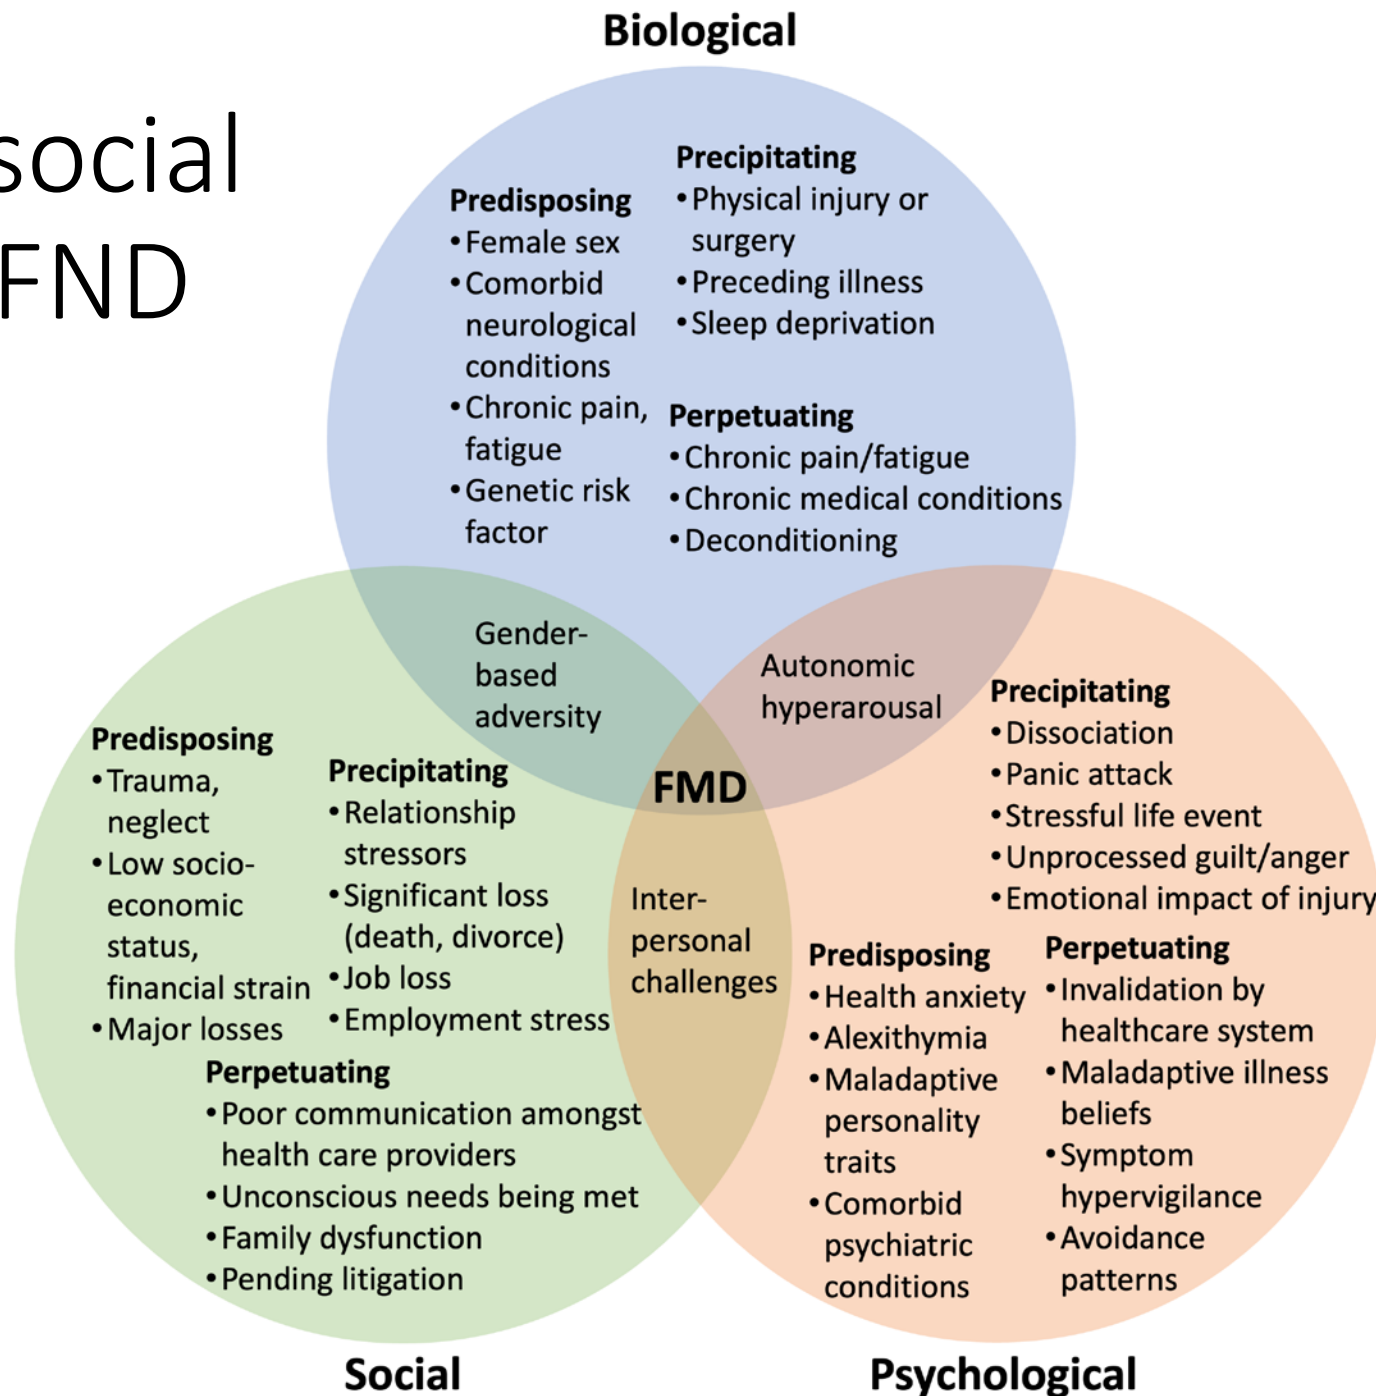 social
FND
Biological
Predisposing
• Female sex
• Comorbid
neurological
conditions
• Chronic pain,
fatigue
• Genetic risk
factor
Precipitating
• Physical injury or
surgery
• Preceding illness
• Sleep deprivation
Perpetuating
• Chronic pain/fatigue
• Chronic medical conditions
• Deconditioning
Gender-
based
adversity
Autonomic
hyperarousal
FMD
Inter-
personal
challenges
Predisposing
• Trauma,
neglect
• Low socio-
economic
status,
financial strain
• Major losses
Precipitating
• Relationship
stressors
• Significant loss
(death, divorce)
• Job loss
• Employment stress
Perpetuating
• Poor communication amongst
health care providers
• Unconscious needs being met
• Family dysfunction
• Pending litigation
Social
Precipitating
• Dissociation
• Panic attack
• Stressful life event
• Unprocessed guilt/anger
• Emotional impact of injury
Predisposing
• Health anxiety
• Alexithymia
• Maladaptive
personality
traits
• Comorbid
psychiatric
conditions
Perpetuating
• Invalidation by
healthcare system
• Maladaptive illness
beliefs
• Symptom
hypervigilance
• Avoidance
patterns
Psychological